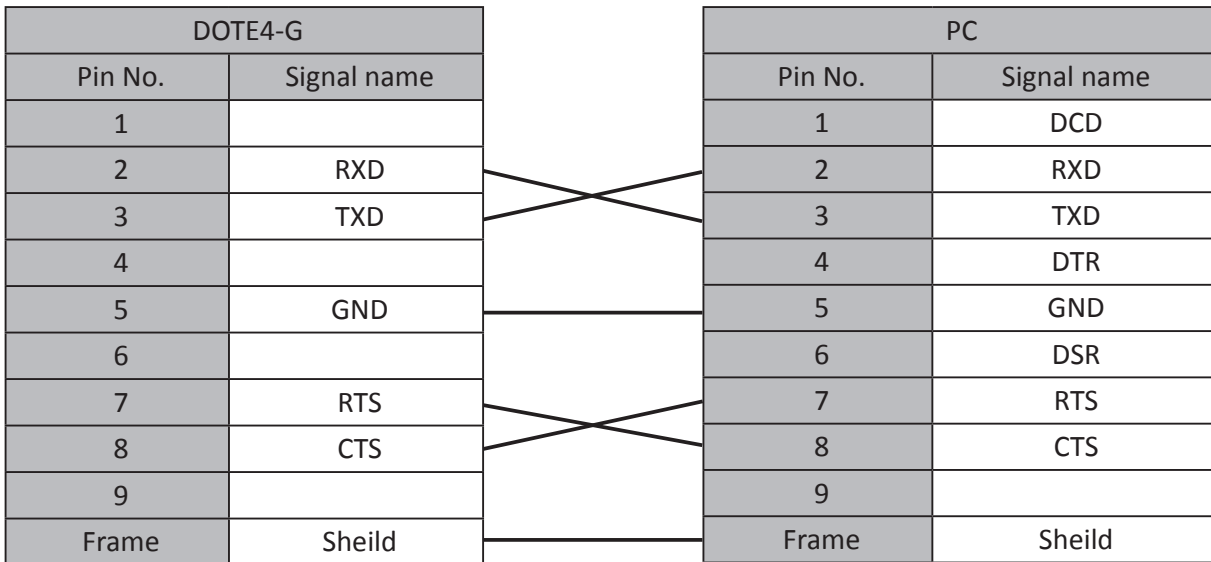 DOTE4-G PC
Pin No. Signal name Pin No. Signal name
1 1 DCD
2 RXD 2 RXD
3 TXD 3 TXD
4 4 DTR
5 GND 5 GND
6 6 DSR
7 RTS 7 RTS
8 CTS 8 CTS
9 9
Frame Sheild Frame Sheild